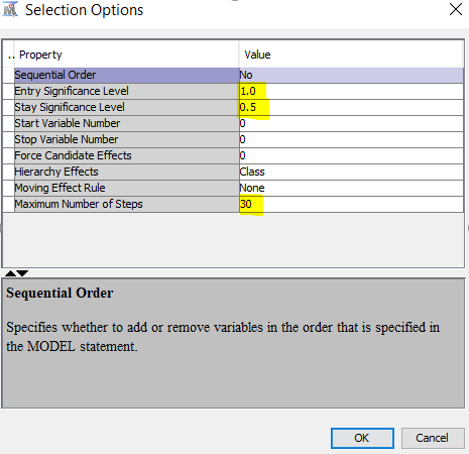 Selection Options
.. Property Value
Sequential Order No
Entry Significance Level 1.0
Stay Significance Level 0.5
Start Variable Number 0
Stop Variable Number 0
Force Candidate Effects 0
Hierarchy Effects Class
Moving Effect Rule None
Maximum Number of Steps 30
Sequential Order
Specifies whether to add or remove variables in the order that is specified in
the MODEL statement.
OK Cancel